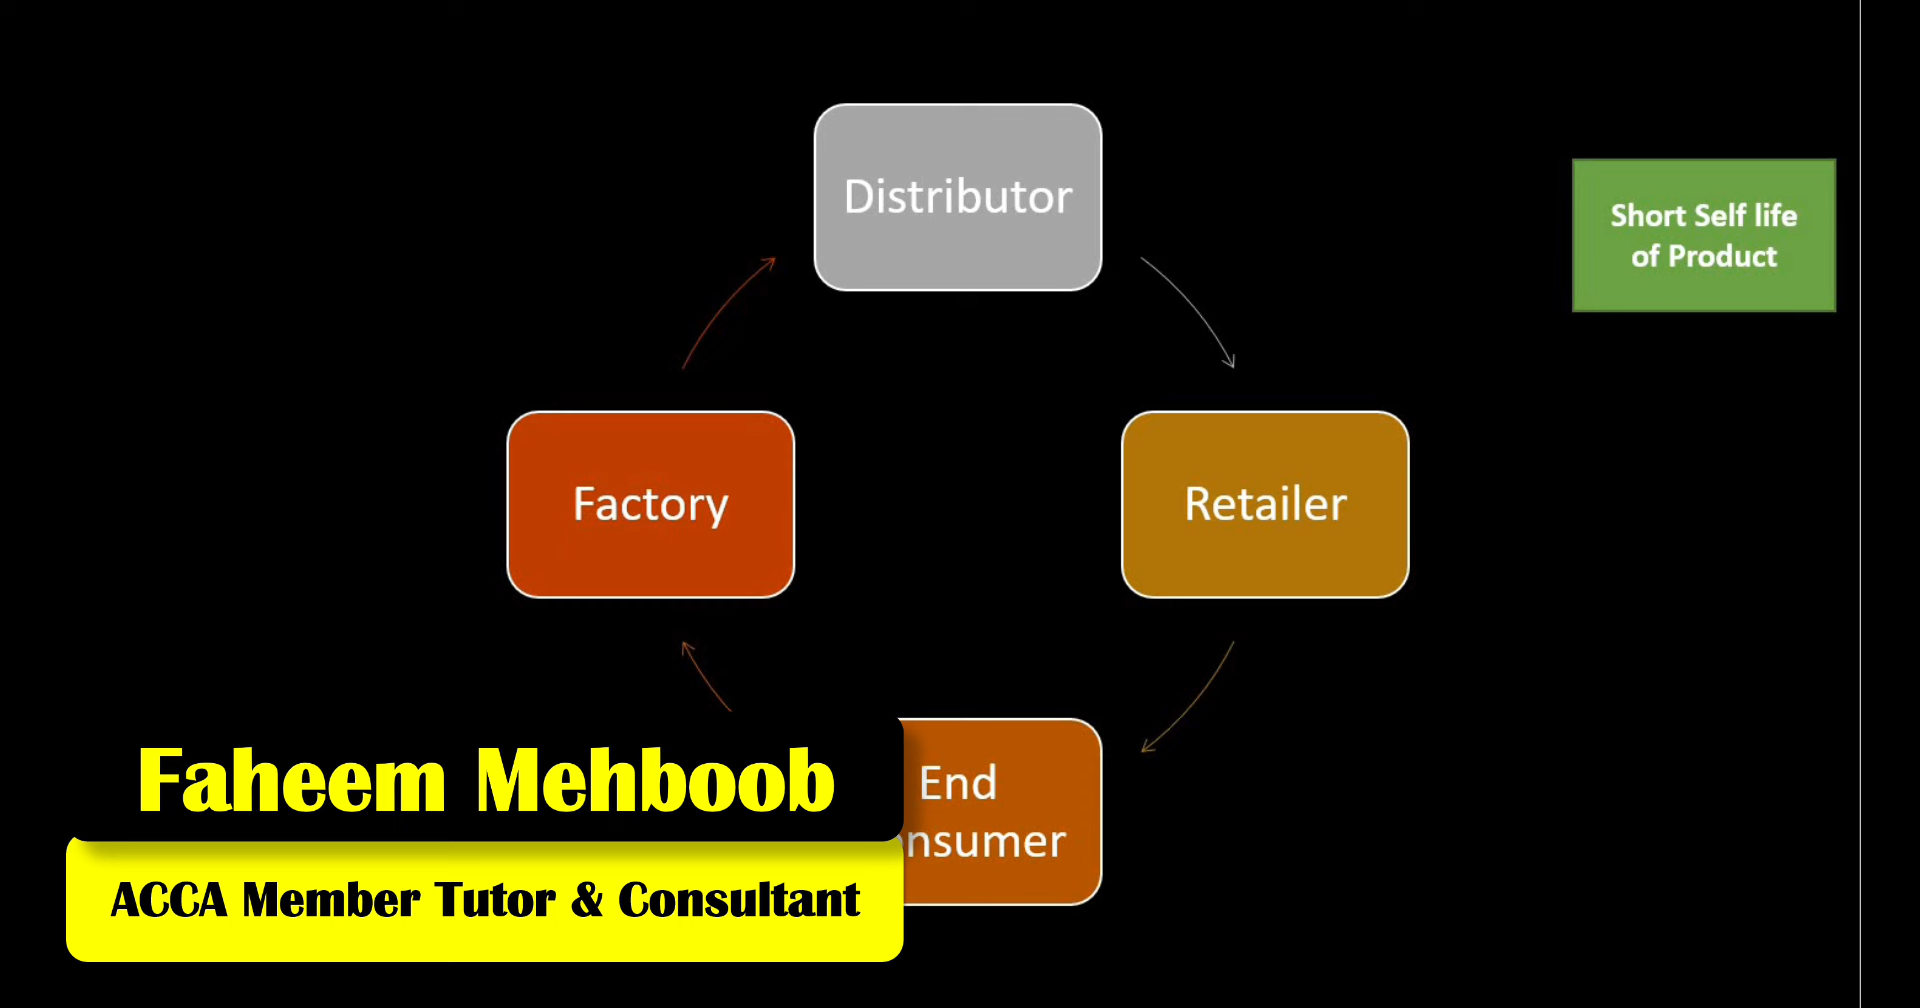 Distributor
Short Self life
of Product
Factory
Retailer
End
nsumer
Faheem Mehboob
ACCA Member Tutor & Consultant